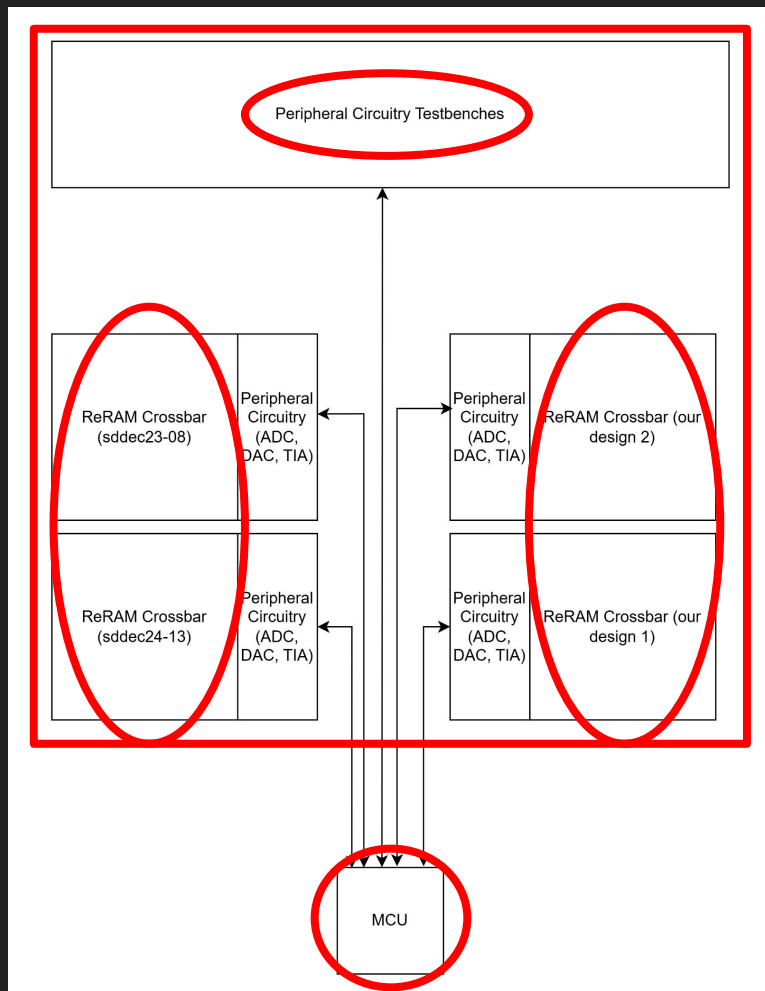 Peripheral Circuitry Testbenches
ReRAM Crossbar
(sddec23-08)
Peripheral
Circuitry
(ADC,
DAC, TIA)
Peripheral
Circuitry
(ADC,
DAC, TIA)
ReRAM Crossbar (our
design 2)
ReRAM Crossbar
(sddec24-13)
Peripheral
Circuitry
(ADC,
DAC, TIA)
Peripheral
Circuitry
(ADC,
DAC, TIA)
ReRAM Crossbar (our
design 1)
MCU